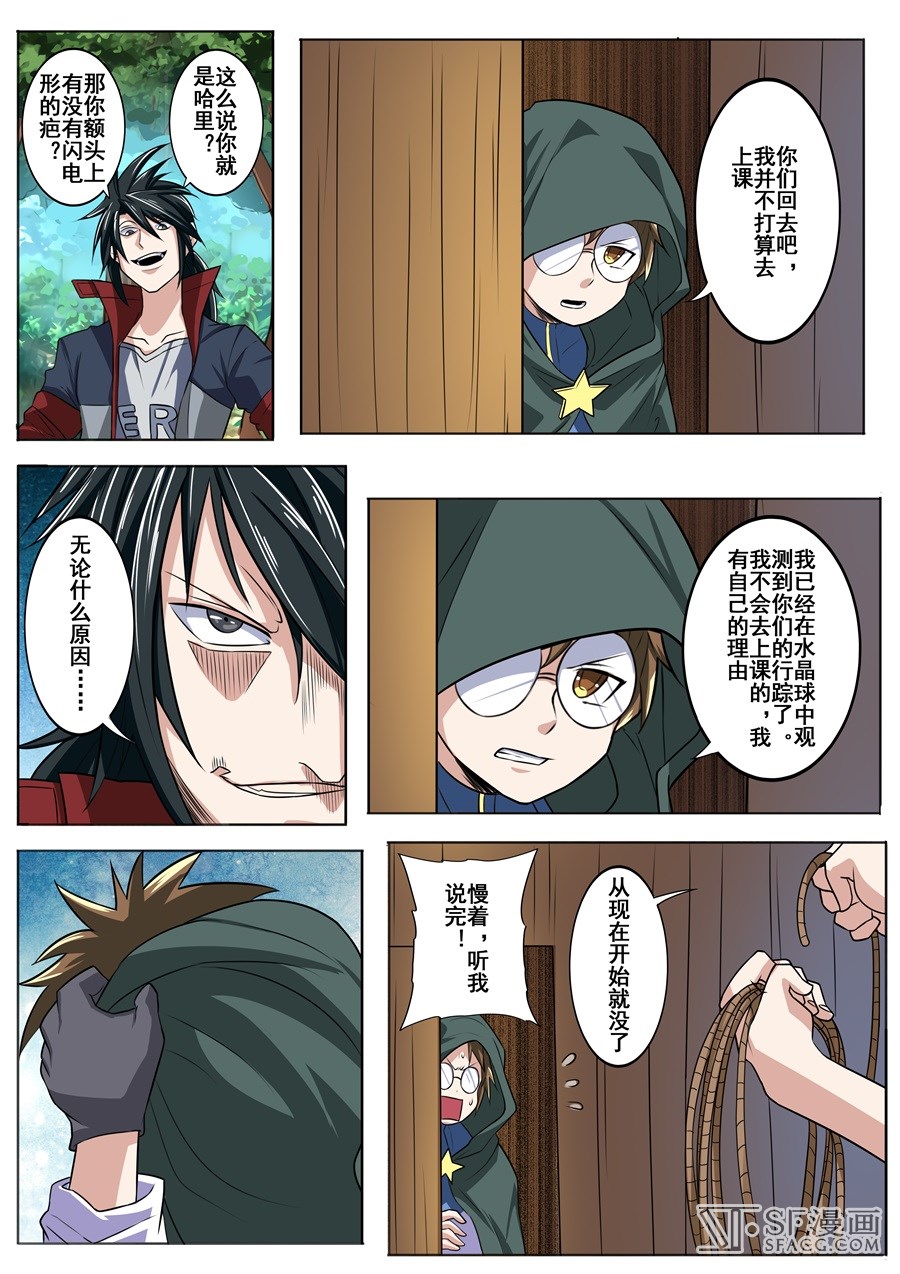 你们回去吧，
我并不打算去
上课
这么说你就
是哈里？
那你额头上
有没有闪电
形的疤？
ER
我已经在水晶球中观
测到你们的行踪了。
我不会去上课的，我
有自己的理由
无论什么原因……
从现在开始就没了
慢着，听我
说完！
SF漫画
SFACG.COM